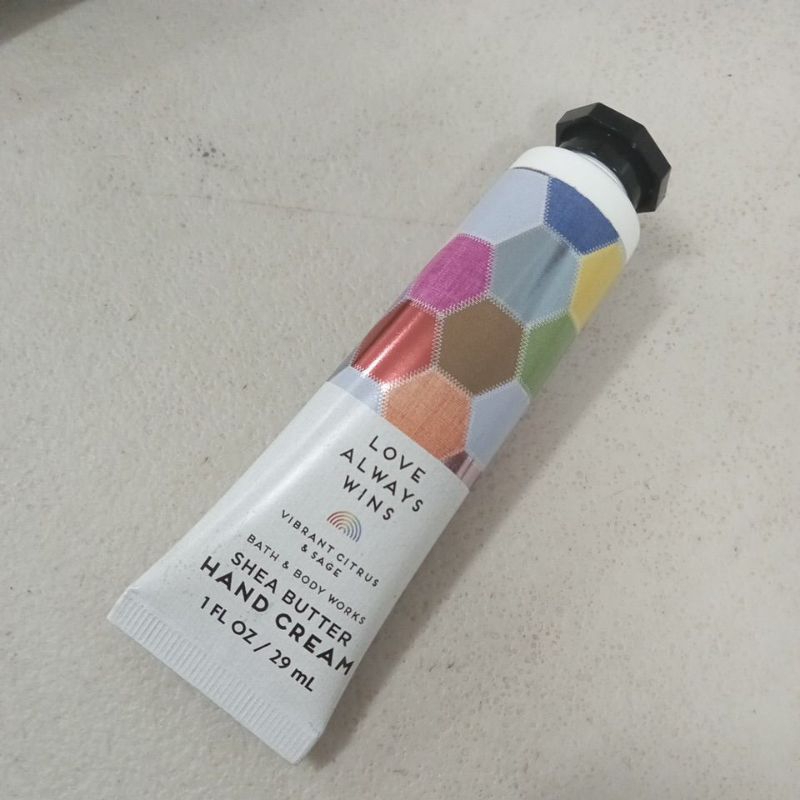 LOVE
ALWAYS
WINS
VIBRANT CITRUS
& SAGE
BATH & BODY WORKS
SHEA BUTTER
HAND CREAM
1 FL OZ / 29 mL